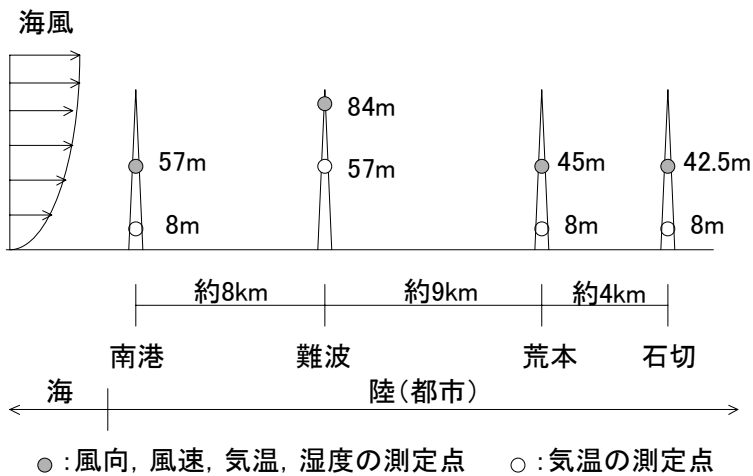 海風
84m
57m 57m 45m 42.5m
8m 8m 8m
約8km 約9km 約4km
南港 難波 荒本 石切
海 陸(都市)
:風向, 風速, 気温, 湿度の測定点 :気温の測定点